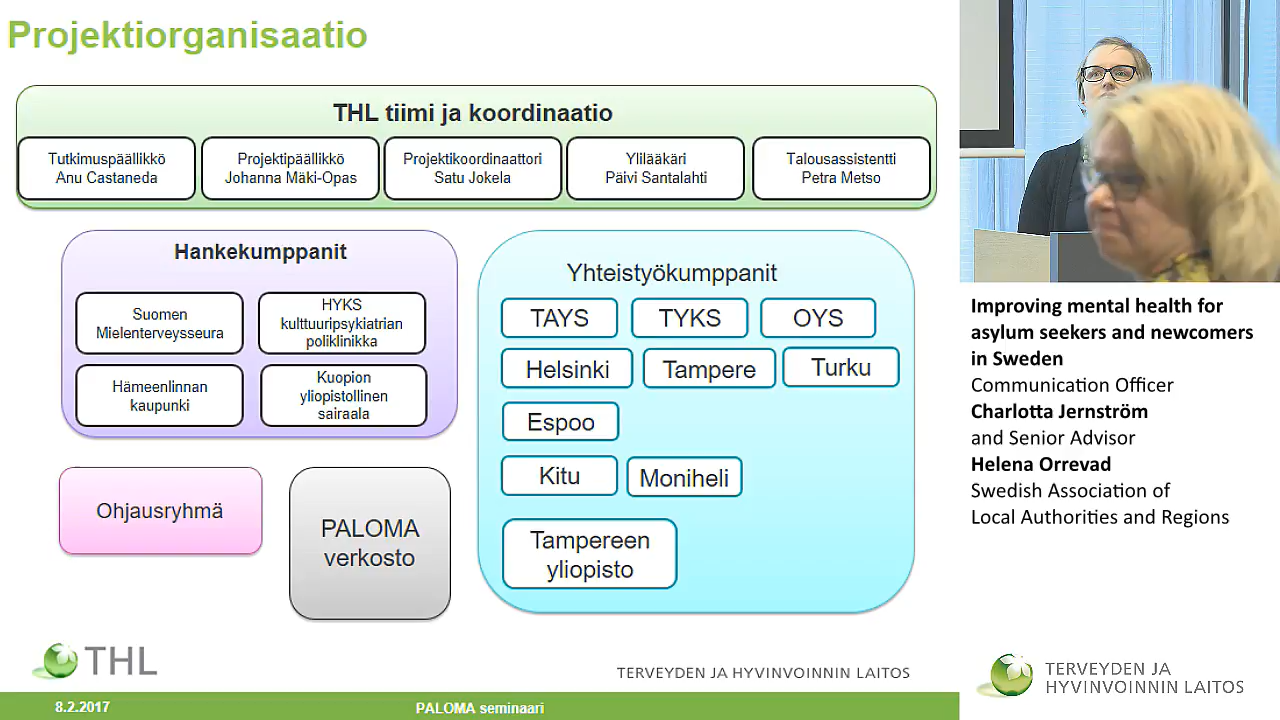 Projektiorganisaatio
THL tiimi ja koordinaatio
Tutkimuspäällikkö
Anu Castaneda
Projektipäällikkö
Johanna Mäki-Opas
Projektikoordinaattori
Satu Jokela
Ylilääkäri
Päivi Santalahti
Talousassistentti
Petra Metso
Hankekumppanit
Suomen
Mielenterveysseura
HYKS
kulttuuripsykiatrian
poliklinikka
Hämeenlinnan
kaupunki
Kuopion
yliopistollinen
sairaala
Yhteistyökumppanit
TAYS
TYKS
OYS
Helsinki
Tampere
Turku
Espoo
Kitu
Moniheli
Tampereen
yliopisto
Ohjausryhmä
PALOMA
verkosto
THL
TERVEYDEN JA HYVINVOINNIN LAITOS
8.2.2017
PALOMA seminaari
Improving mental health for
asylum seekers and newcomers
in Sweden
Communication Officer
Charlotta Jernström
and Senior Advisor
Helena Orrevad
Swedish Association of
Local Authorities and Regions
TERVEYDEN JA
HYVINVOINNIN LAITOS